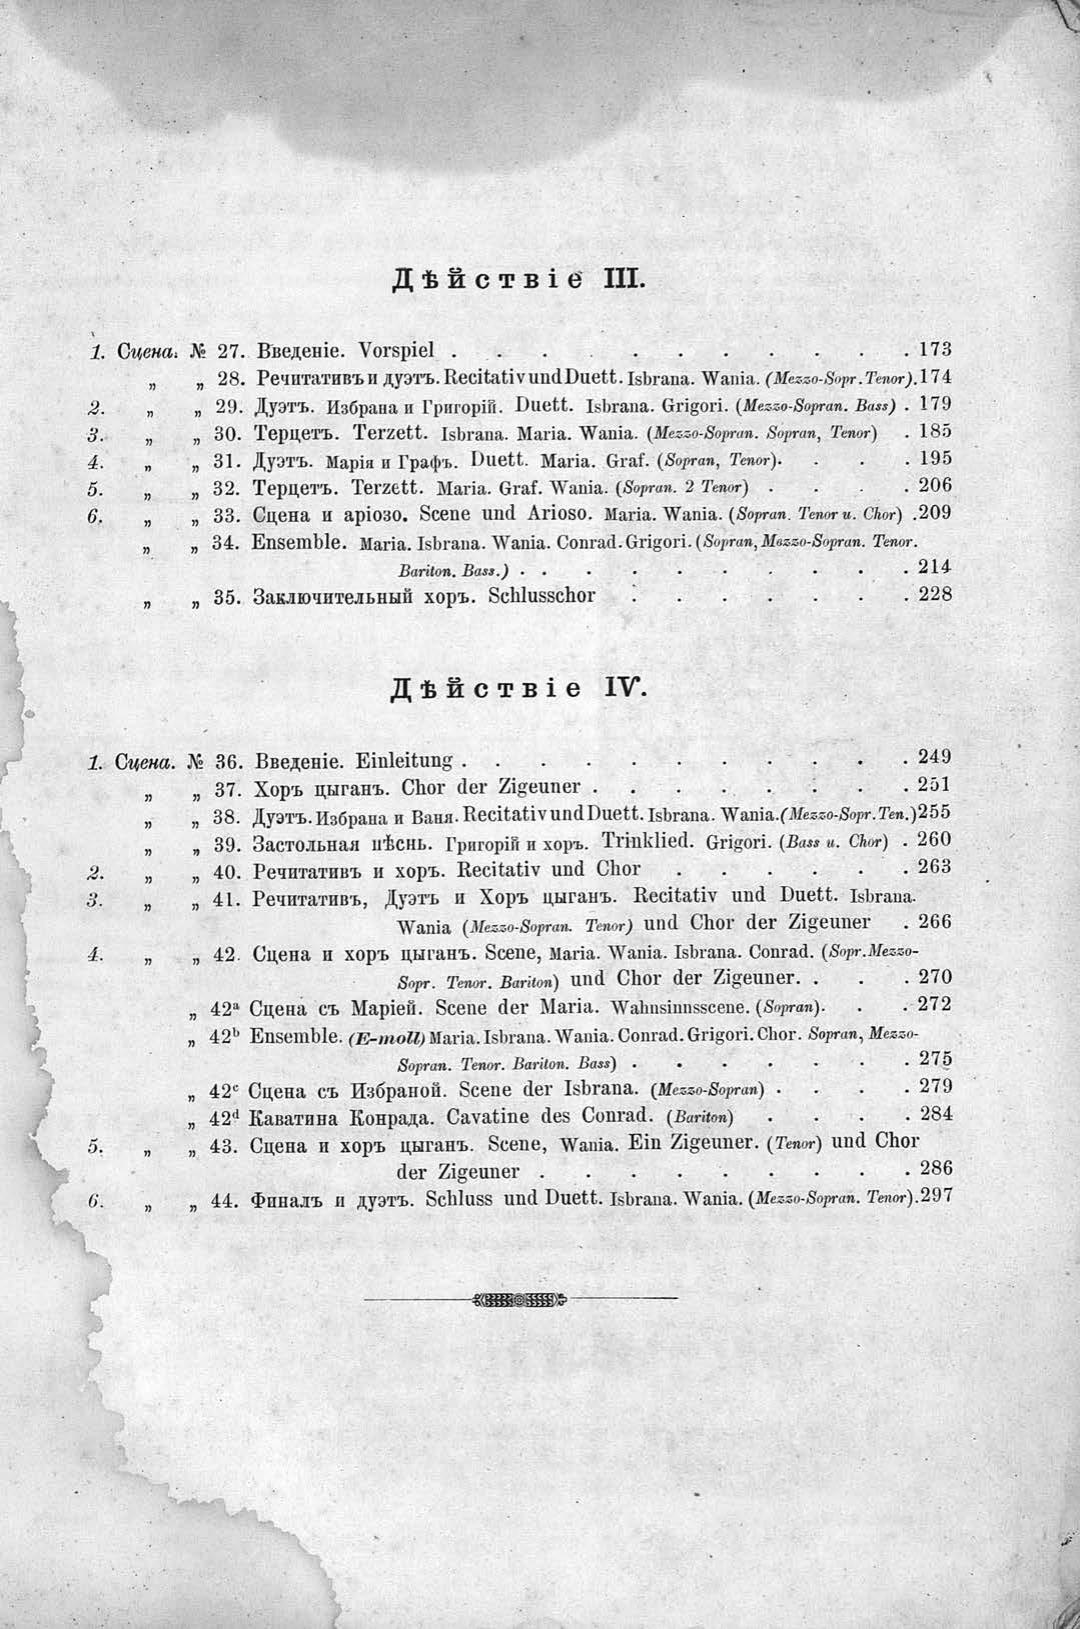 Дѣйствіе III.
1. Сцена. № 27. Введеніе. Vorspiel . . . . . . . . . . 173
„ „ 28. Речитативъ и дуэтъ. Recitativ und Duett. Isbrana. Wania. (Mezzo-Sopr. Tenor). 174
2. „ „ 29. Дуэтъ. Избрана и Григорій. Duett. Isbrana. Grigori. (Mezzo-Sopran. Bass) . 179
3. „ „ 30. Терцетъ. Terzett. Isbrana. Maria. Wania. (Mezzo-Sopran. Sopran, Tenor) . 185
4. „ „ 31. Дуэтъ. Марія и Графъ. Duett. Maria. Graf. (Sopran, Tenor). . . . 195
5. „ „ 32. Терцетъ. Terzett. Maria. Graf. Wania. (Sopran. 2 Tenor) . . . . 206
6. „ „ 33. Сцена и аріозо. Scene und Arioso. Maria. Wania. (Sopran. Tenor u. Chor) . 209
„ „ 34. Ensemble. Maria. Isbrana. Wania. Conrad. Grigori. (Sopran, Mezzo-Sopran. Tenor.
Bariton. Bass.) . . . . . . . . . . 214
„ „ 35. Заключительный хоръ. Schlusschor . . . . . . . 228
Дѣйствіе IV.
1. Сцена. № 36. Введеніе. Einleitung . . . . . . . . . . . 249
„ „ 37. Хоръ цыганъ. Chor der Zigeuner . . . . . . . . 251
„ „ 38. Дуэтъ. Избрана и Ваня. Recitativ und Duett. Isbrana. Wania. (Mezzo-Sopr. Ten.) 255
„ „ 39. Застольная пѣснь. Григорій и хоръ. Trinklied. Grigori. (Bass u. Chor) . 260
2. „ „ 40. Речитативъ и хоръ. Recitativ und Chor . . . . . . 263
3. „ „ 41. Речитативъ, Дуэтъ и Хоръ цыганъ. Recitativ und Duett. Isbrana.
Wania (Mezzo-Sopran. Tenor) und Chor der Zigeuner . 266
4. „ „ 42. Сцена и хоръ цыганъ. Scene, Maria. Wania. Isbrana. Conrad. (Sopr. Mezzo-
Sopr. Tenor. Bariton) und Chor der Zigeuner. . . . 270
„ 42a Сцена съ Маріей. Scene der Maria. Wahnsinnsscene. (Sopran). . . 272
„ 42b Ensemble. (E-moll) Maria. Isbrana. Wania. Conrad. Grigori. Chor. Sopran, Mezzo-
Sopran. Tenor. Bariton. Bass) . . . . . . . 275
„ 42c Сцена съ Избраной. Scene der Isbrana. (Mezzo-Sopran) . . . . 279
„ 42d Каватина Конрада. Cavatine des Conrad. (Bariton) . . . . 284
5. „ „ 43. Сцена и хоръ цыганъ. Scene, Wania. Ein Zigeuner. (Tenor) und Chor
der Zigeuner . . . . . . . . . 286
6. „ „ 44. Финалъ и дуэтъ. Schluss und Duett. Isbrana. Wania. (Mezzo-Sopran. Tenor). 297